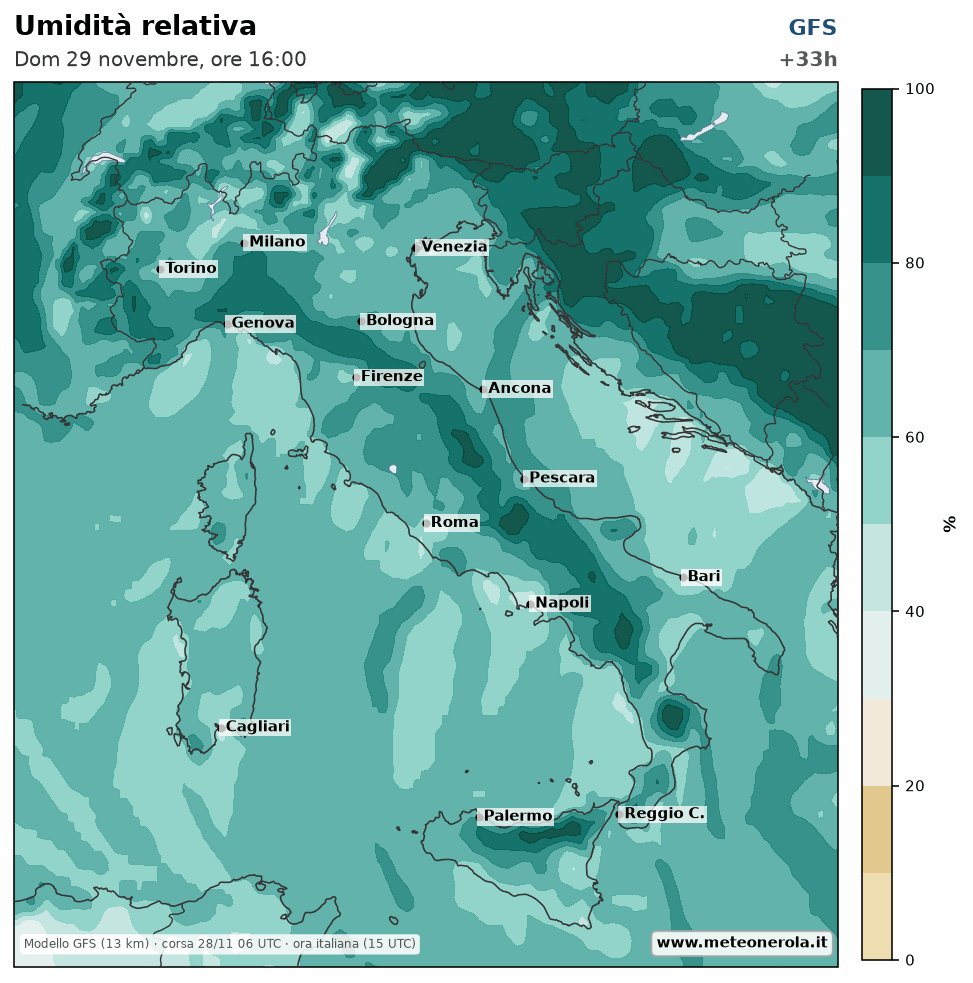 Umidità relativa
GFS
Dom 29 novembre, ore 16:00
+33h
100
80
60
40
20
0
%
Milano
Venezia
Torino
Genova
Bologna
Firenze
Ancona
Pescara
Roma
Bari
Napoli
Cagliari
Palermo
Reggio C.
Modello GFS (13 km) · corsa 28/11 06 UTC · ora italiana (15 UTC)
www.meteonerola.it